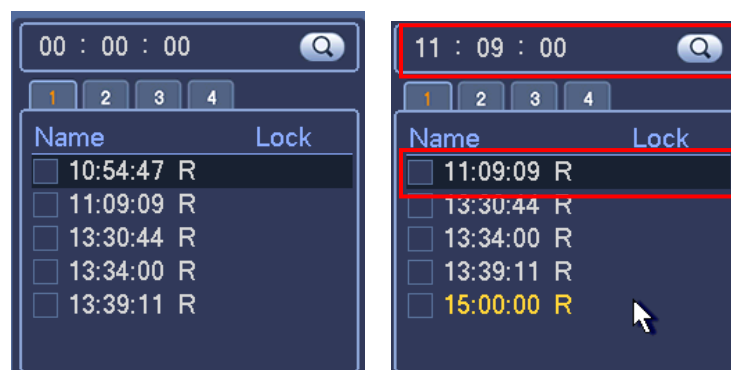 00 : 00 : 00
1 2 3 4
Name Lock
10:54:47 R
11:09:09 R
13:30:44 R
13:34:00 R
13:39:11 R
11 : 09 : 00
1 2 3 4
Name Lock
11:09:09 R
13:30:44 R
13:34:00 R
13:39:11 R
15:00:00 R